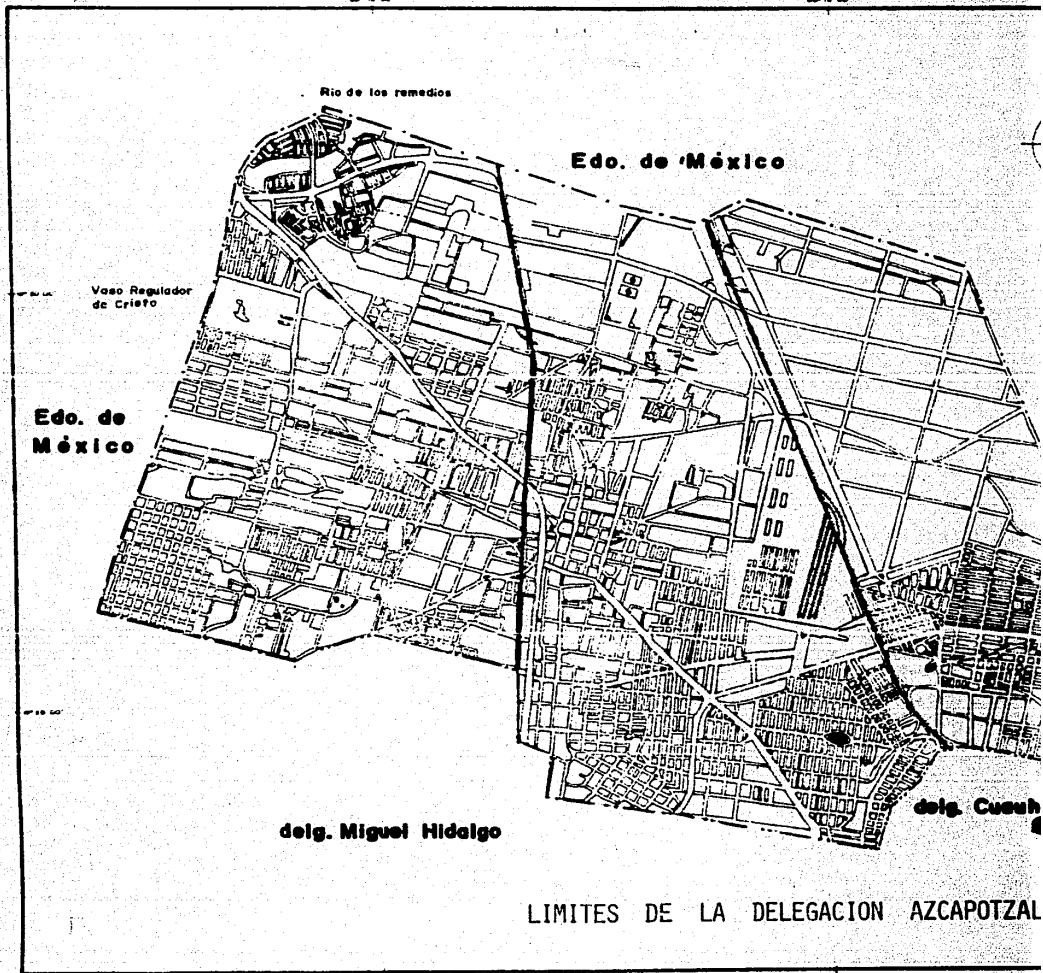 Rio de los remedios
Edo. de México
Vaso Regulador
de Cristo
Edo. de
México
delg. Miguel Hidalgo
delg. Cuauh
LIMITES DE LA DELEGACION AZCAPOTZAL